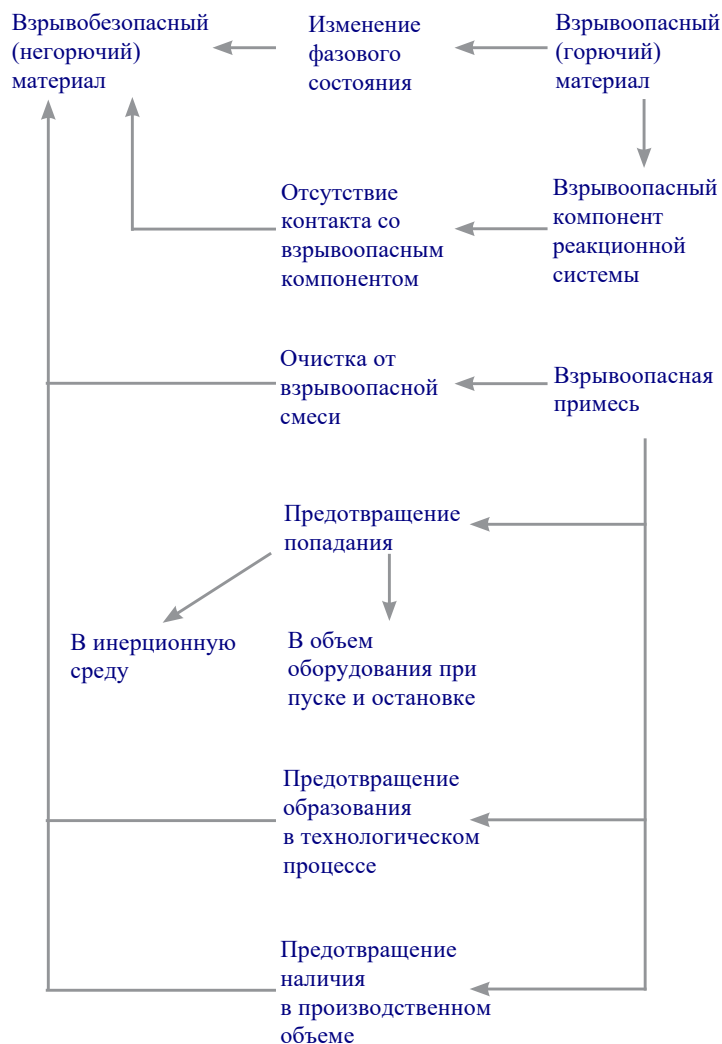 Взрывобезопасный
(негорючий)
материал
Изменение
фазового
состояния
Взрывоопасный
(горючий)
материал
Отсутствие
контакта со
взрывоопасным
компонентом
Взрывоопасный
компонент
реакционной
системы
Очистка от
взрывоопасной
смеси
Взрывоопасная
примесь
Предотвращение
попадания
В инерционную
среду
В объем
оборудования при
пуске и остановке
Предотвращение
образования
в технологическом
процессе
Предотвращение
наличия
в производственном
объеме